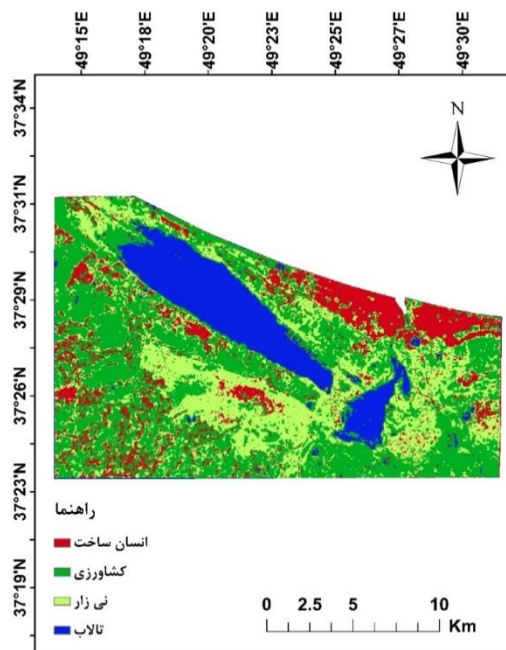 49°15'E
49°18'E
49°20'E
49°23'E
49°25'E
49°27'E
49°30'E
37°34'N
37°31'N
37°29'N
37°26'N
37°23'N
37°19'N
N
راهنما
انسان ساخت
کشاورزی
نی زار
تالاب
0 2.5 5 10
Km